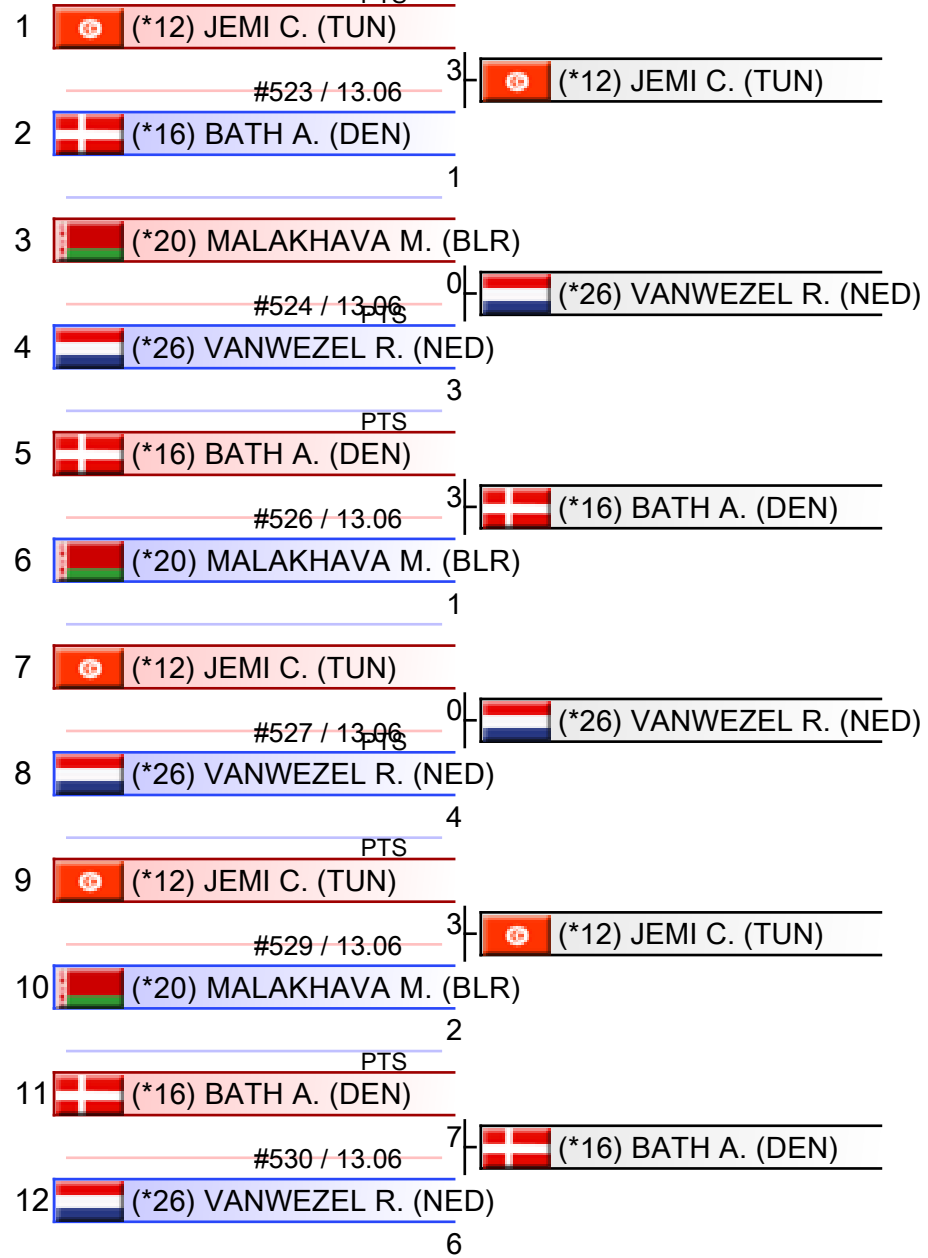 PTS
1 (*12) JEMI C. (TUN)
3 (*12) JEMI C. (TUN)
#523 / 13.06
2 (*16) BATH A. (DEN)
1
3 (*20) MALAKHAVA M. (BLR)
0 (*26) VANWEZEL R. (NED)
#524 / 13.06
PTS
4 (*26) VANWEZEL R. (NED)
3
PTS
5 (*16) BATH A. (DEN)
3 (*16) BATH A. (DEN)
#526 / 13.06
6 (*20) MALAKHAVA M. (BLR)
1
7 (*12) JEMI C. (TUN)
0 (*26) VANWEZEL R. (NED)
#527 / 13.06
PTS
8 (*26) VANWEZEL R. (NED)
4
PTS
9 (*12) JEMI C. (TUN)
3 (*12) JEMI C. (TUN)
#529 / 13.06
10 (*20) MALAKHAVA M. (BLR)
2
PTS
11 (*16) BATH A. (DEN)
7 (*16) BATH A. (DEN)
#530 / 13.06
12 (*26) VANWEZEL R. (NED)
6